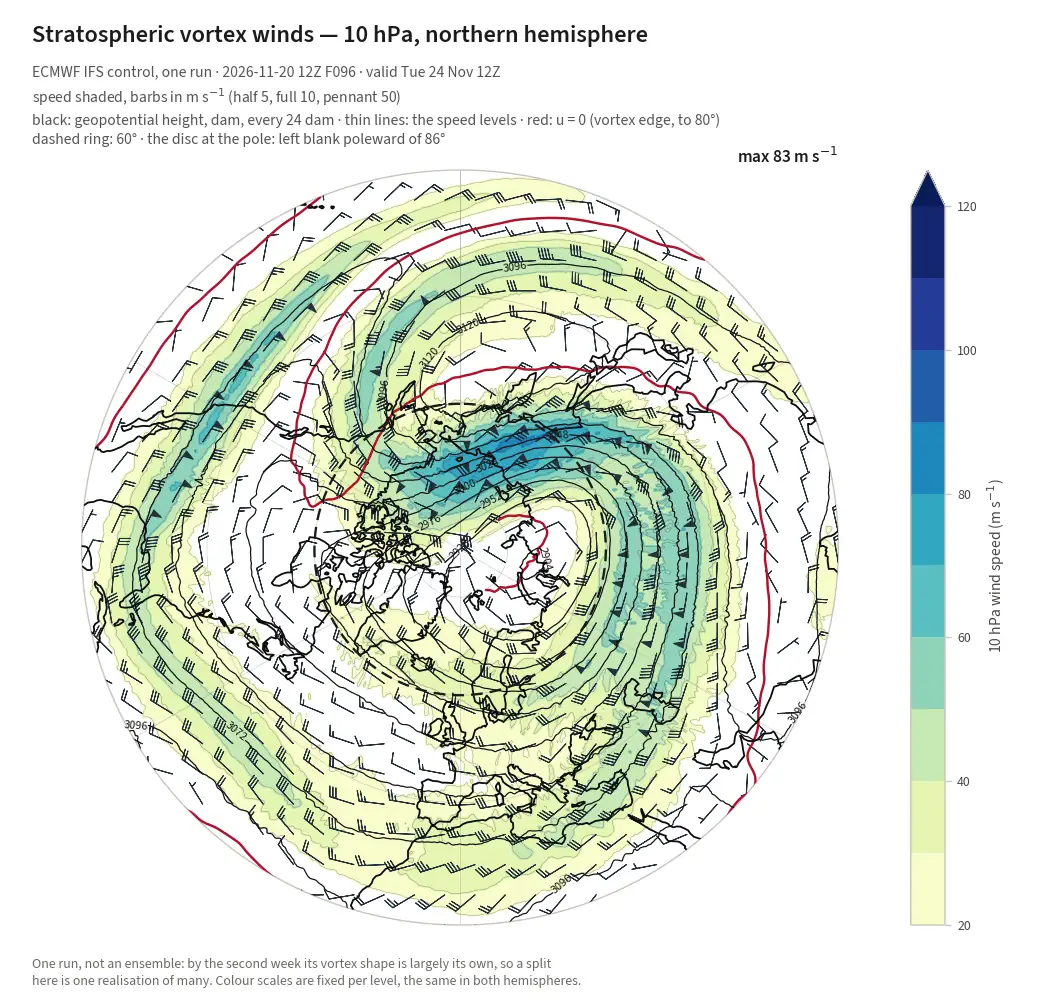 Stratospheric vortex winds — 10 hPa, northern hemisphere
ECMWF IFS control, one run · 2026-11-20 12Z F096 · valid Tue 24 Nov 12Z
speed shaded, barbs in m s⁻¹ (half 5, full 10, pennant 50)
black: geopotential height, dam, every 24 dam · thin lines: the speed levels · red: u = 0 (vortex edge, to 80°)
dashed ring: 60° · the disc at the pole: left blank poleward of 86°
max 83 m s⁻¹
120
100
80
60
40
20
10 hPa wind speed (m s⁻¹)
3096
3120
3120
3096
2952
2976
3096
3072
3096
3096
One run, not an ensemble: by the second week its vortex shape is largely its own, so a split
here is one realisation of many. Colour scales are fixed per level, the same in both hemispheres.